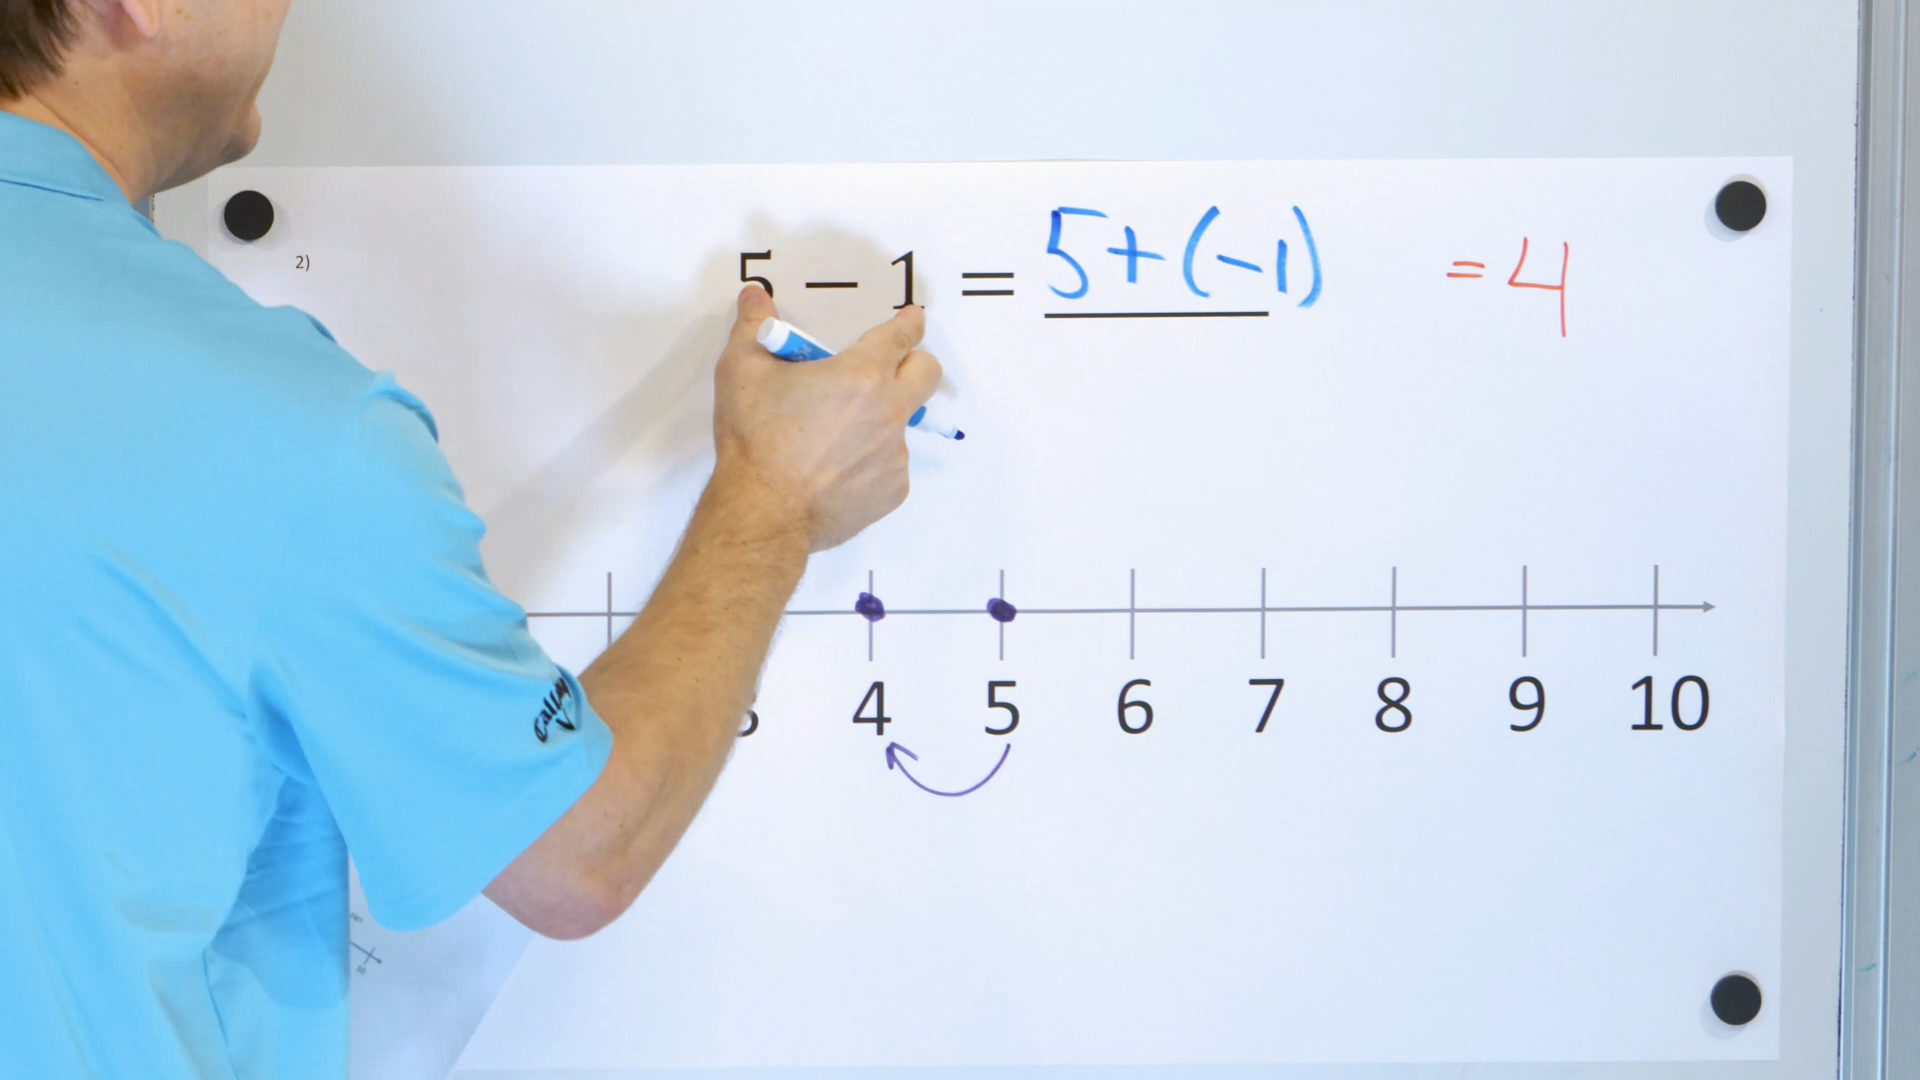 2)
5 − 1 = 5+(-1) = 4
4 5 6 7 8 9 10